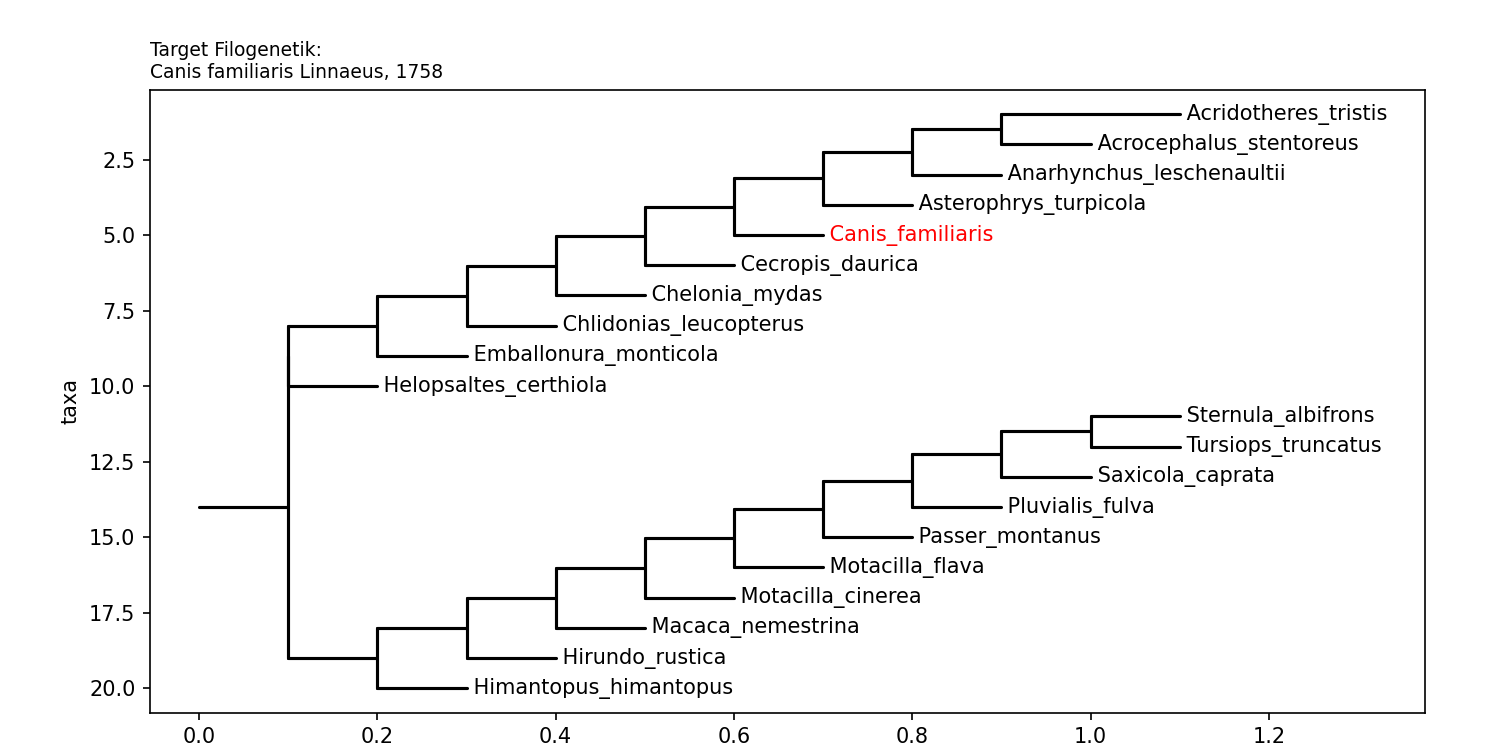 Target Filogenetik:
Canis familiaris Linnaeus, 1758
Acridotheres_tristis
Acrocephalus_stentoreus
2.5
Anarhynchus_leschenaultii
Asterophrys_turpicola
5.0
Canis_familiaris
Cecropis_daurica
Chelonia_mydas
7.5
Chlidonias_leucopterus
Emballonura_monticola
taxa
10.0
Helopsaltes_certhiola
Sternula_albifrons
Tursiops_truncatus
12.5
Saxicola_caprata
Pluvialis_fulva
15.0
Passer_montanus
Motacilla_flava
Motacilla_cinerea
17.5
Macaca_nemestrina
Hirundo_rustica
20.0
Himantopus_himantopus
0.0 0.2 0.4 0.6 0.8 1.0 1.2